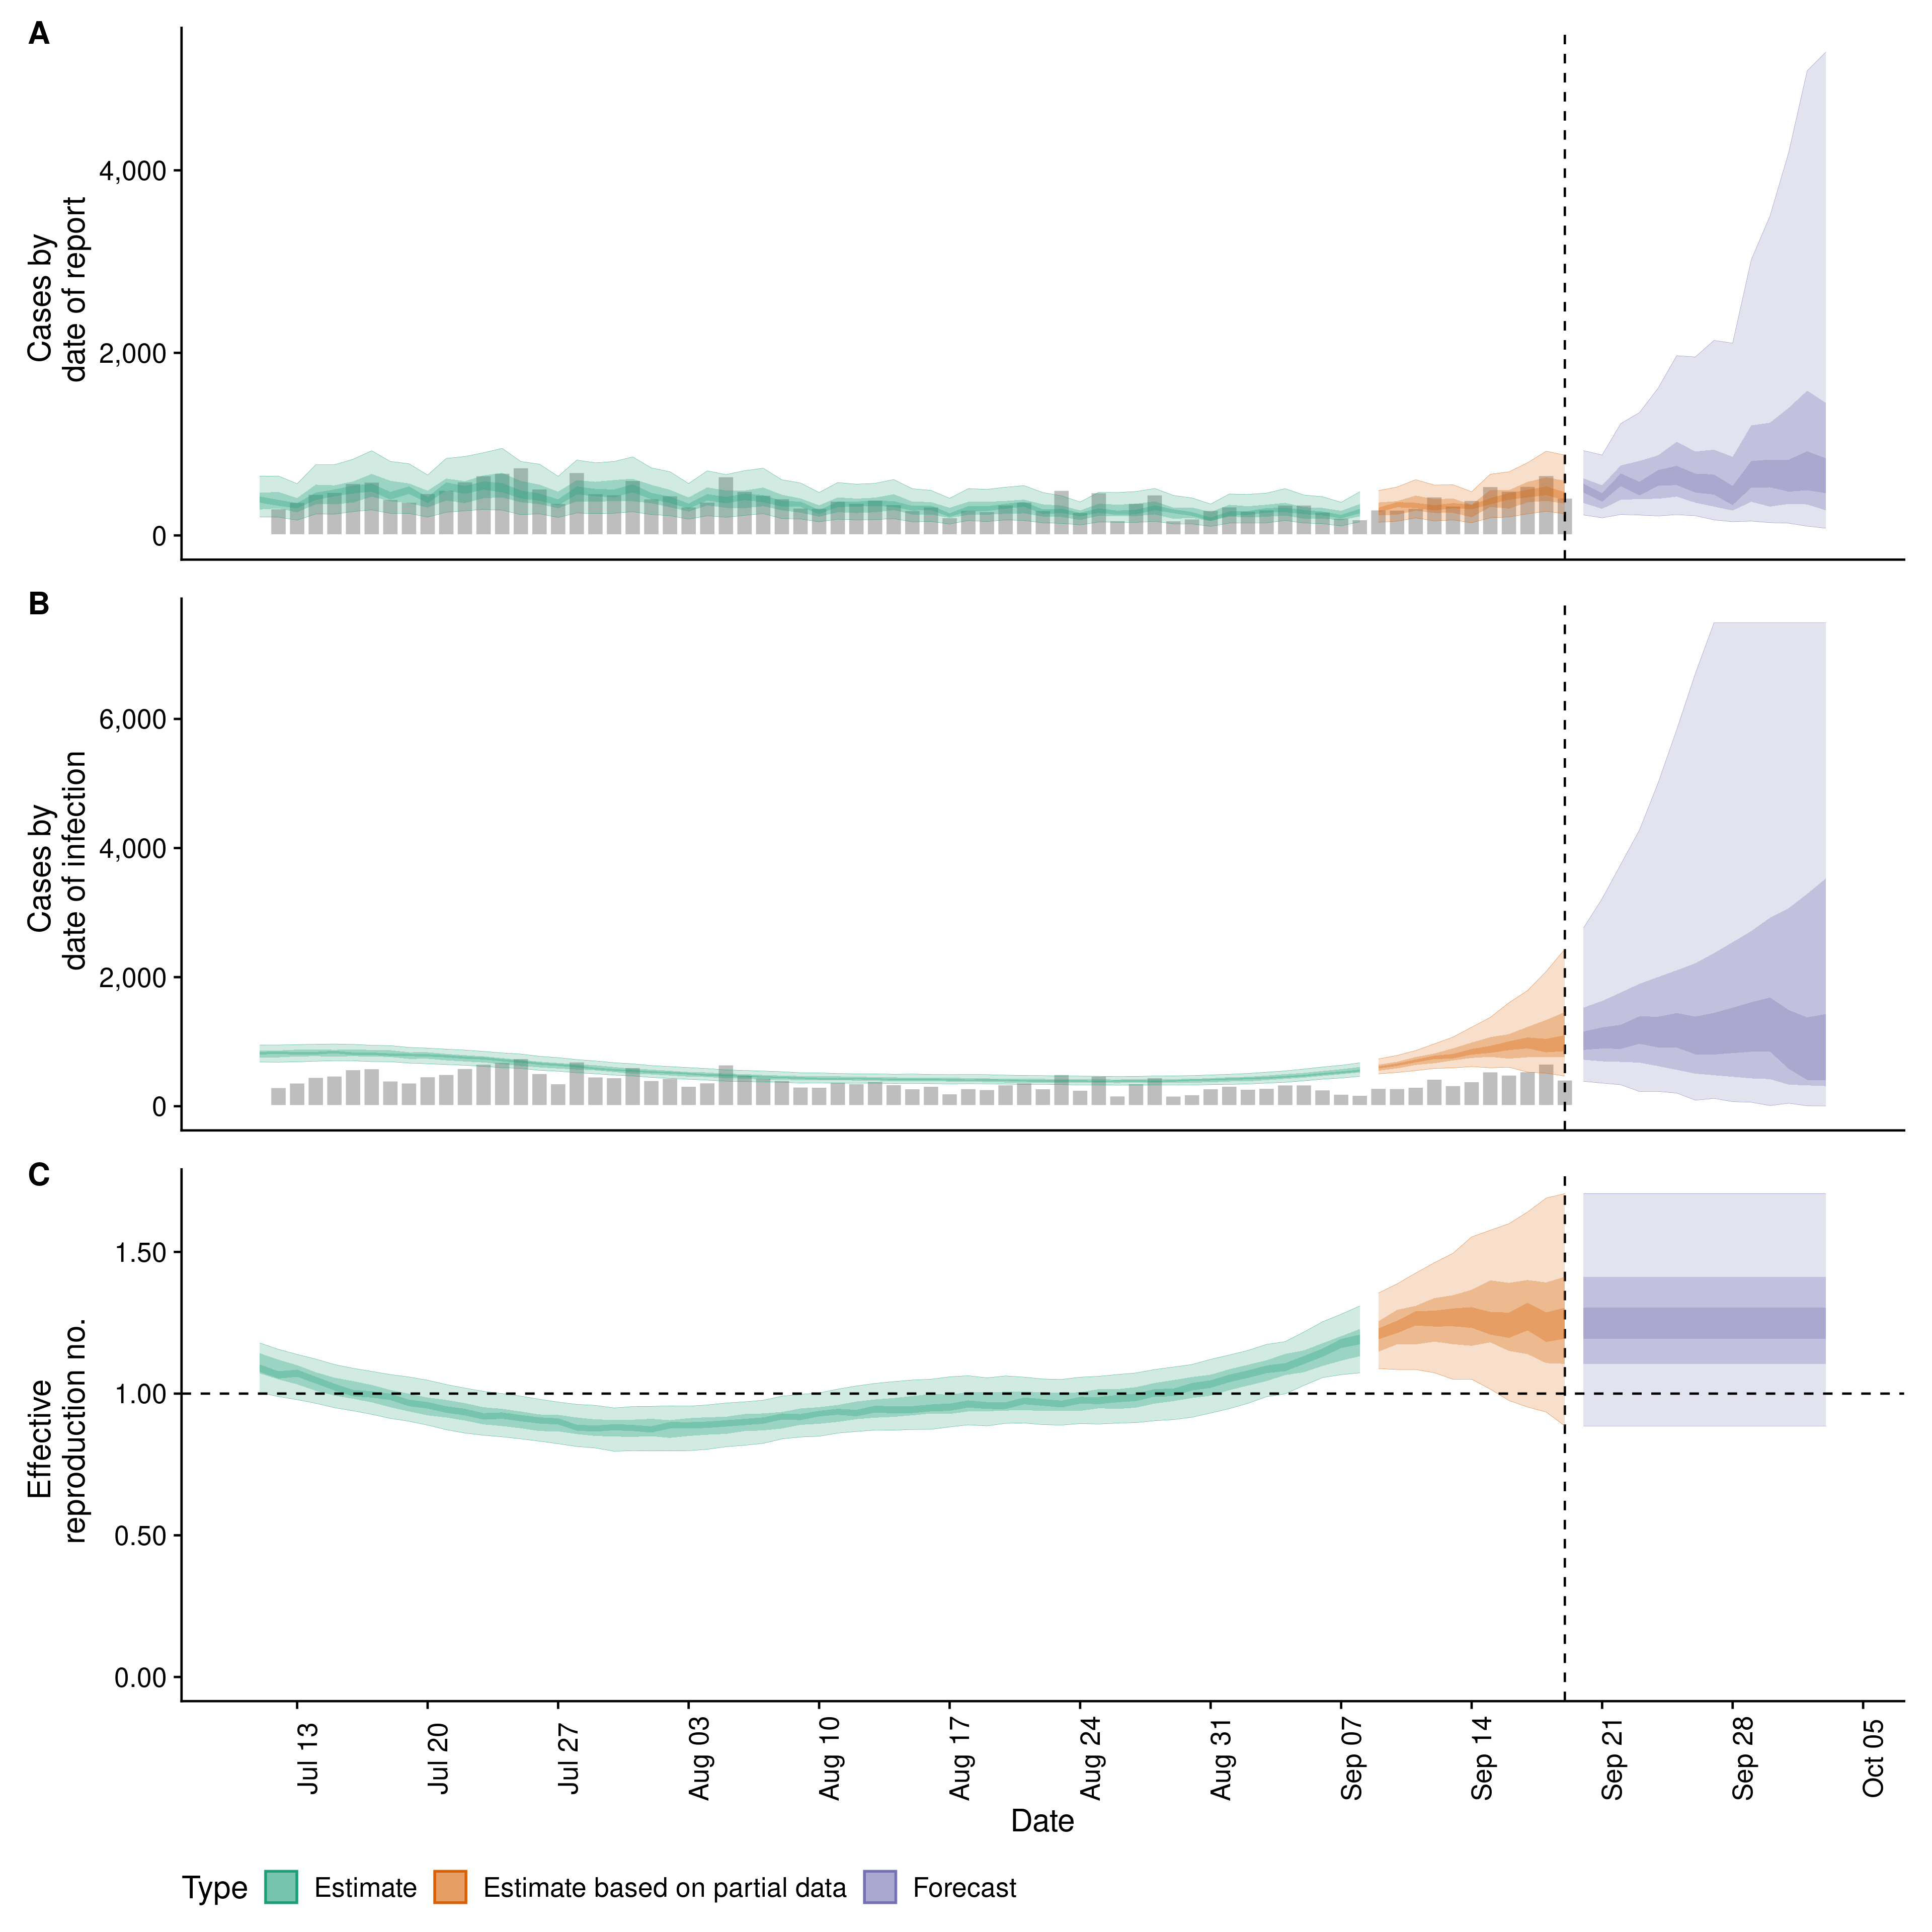 A
Cases by
date of report
4,000
2,000
0
B
Cases by
date of infection
6,000
4,000
2,000
0
C
Effective
reproduction no.
1.50
1.00
0.50
0.00
Jul 13
Jul 20
Jul 27
Aug 03
Aug 10
Aug 17
Aug 24
Aug 31
Sep 07
Sep 14
Sep 21
Sep 28
Oct 05
Date
Type Estimate Estimate based on partial data Forecast